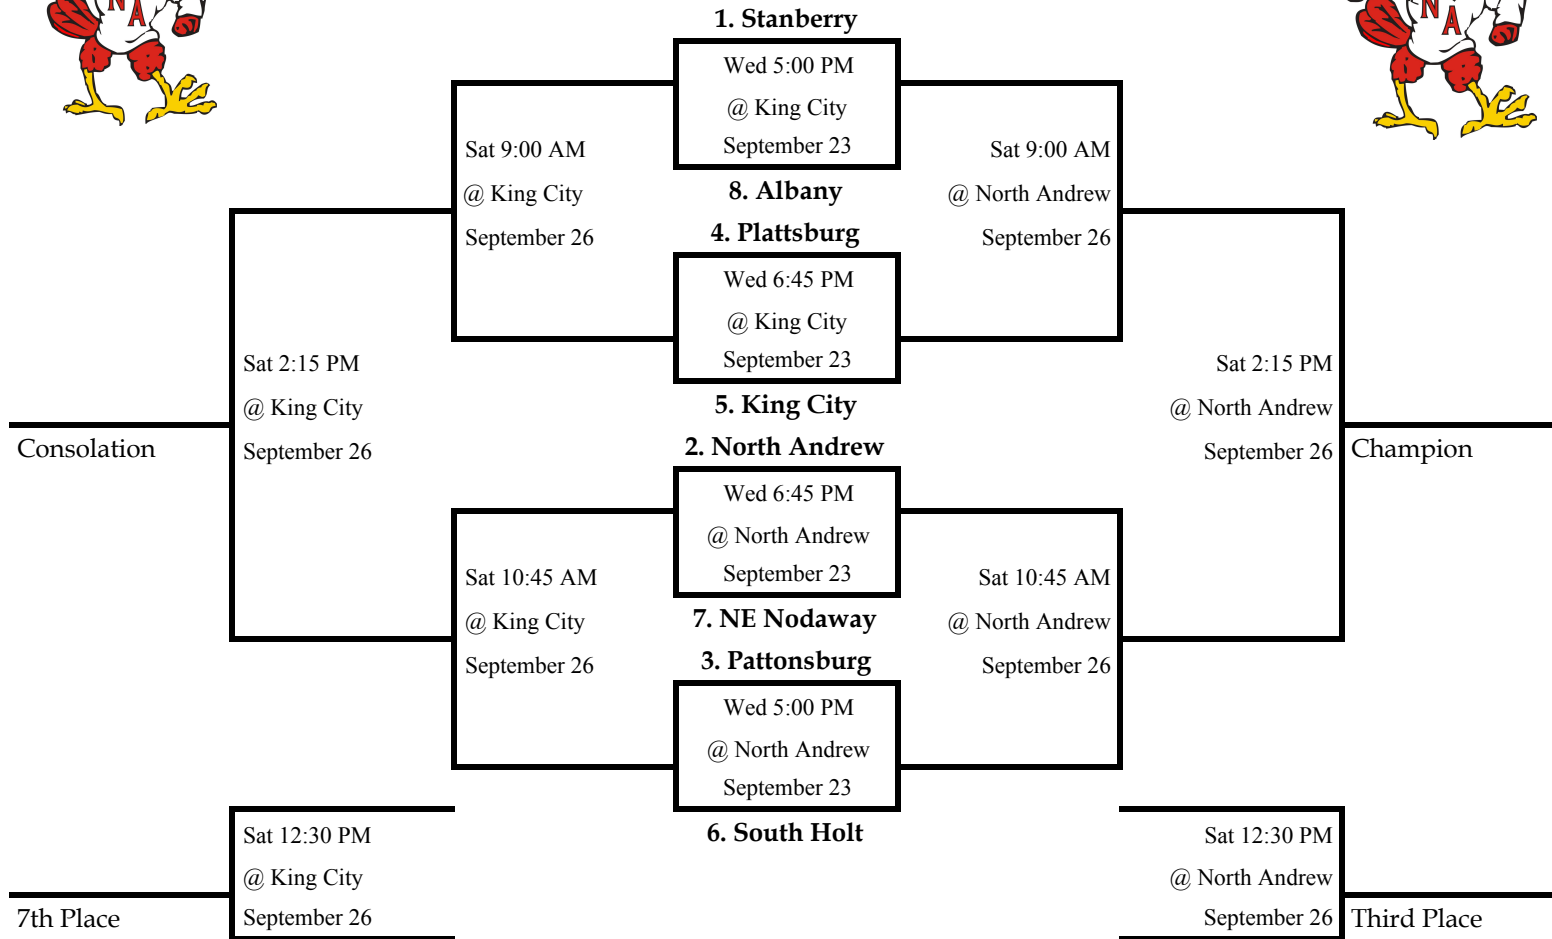 N
A
N
A
1. Stanberry
Wed 5:00 PM
@ King City
September 23
8. Albany
Sat 9:00 AM
@ King City
September 26
Sat 9:00 AM
@ North Andrew
September 26
4. Plattsburg
Wed 6:45 PM
@ King City
September 23
5. King City
Sat 2:15 PM
@ King City
September 26
Consolation
Sat 2:15 PM
@ North Andrew
September 26
Champion
2. North Andrew
Wed 6:45 PM
@ North Andrew
September 23
7. NE Nodaway
Sat 10:45 AM
@ King City
September 26
Sat 10:45 AM
@ North Andrew
September 26
3. Pattonsburg
Wed 5:00 PM
@ North Andrew
September 23
6. South Holt
Sat 12:30 PM
@ King City
September 26
7th Place
Sat 12:30 PM
@ North Andrew
September 26
Third Place